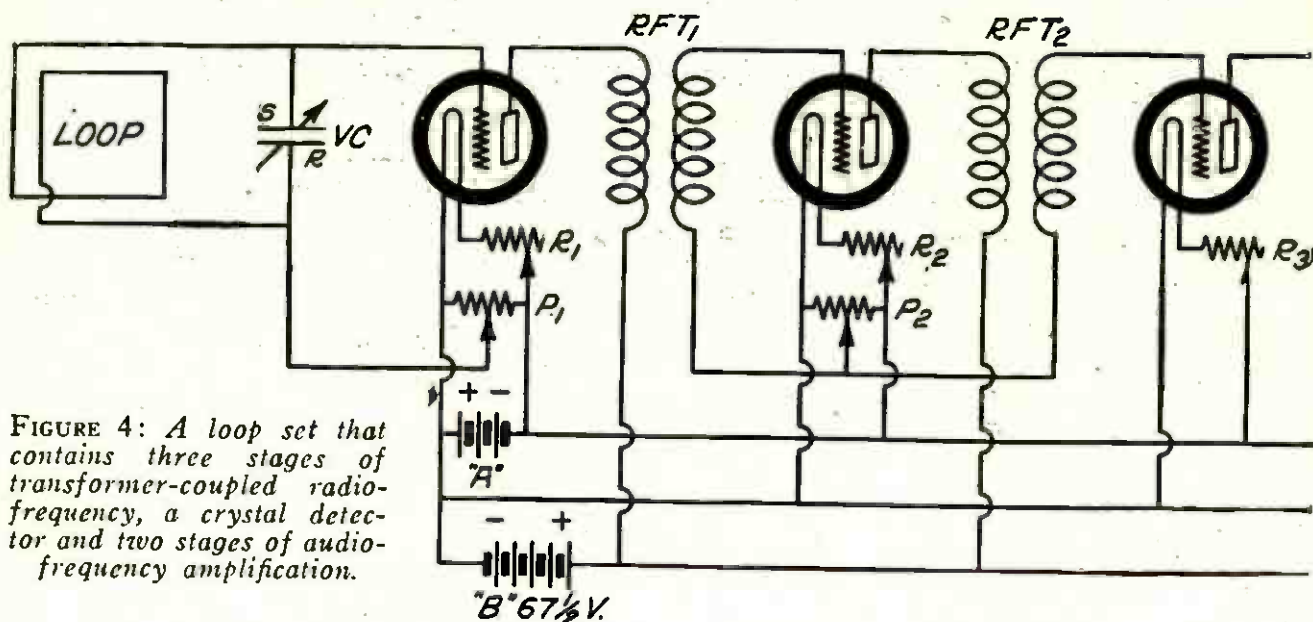 RFT1
RFT2
LOOP
S
VC
R
R1
R2
R3
P1
P2
+ -
"A"
- +
"B" 67½ V.
FIGURE 4: A loop set that
contains three stages of
transformer-coupled radio-
frequency, a crystal detec-
tor and two stages of audio-
frequency amplification.